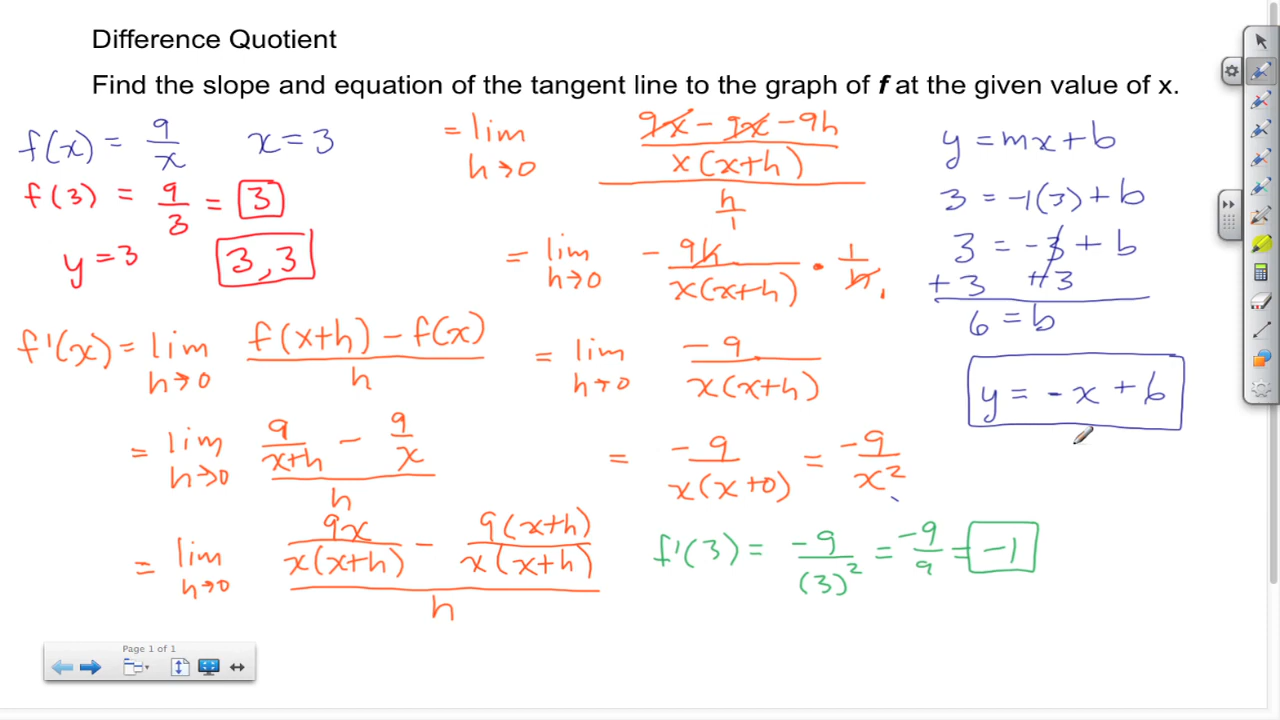 Difference Quotient
Find the slope and equation of the tangent line to the graph of f at the given value of x.
f(x) = 9/x x = 3
f(3) = 9/3 = 3
y = 3 3,3
f'(x) = lim h→0 f(x+h) - f(x) / h
= lim h→0 9/(x+h) - 9/x / h
= lim h→0 9x/x(x+h) - 9(x+h)/x(x+h) / h
= lim h→0 9x - 9x - 9h / x(x+h) / h/1
= lim h→0 - 9h/x(x+h) • 1/h 1
= lim h→0 -9/x(x+h)
= -9/x(x+0) = -9/x²
f'(3) = -9/(3)² = -9/9 = -1
y = mx + b
3 = -1(3) + b
3 = -3 + b
+3 +3
6 = b
y = -x + 6
Page 1 of 1